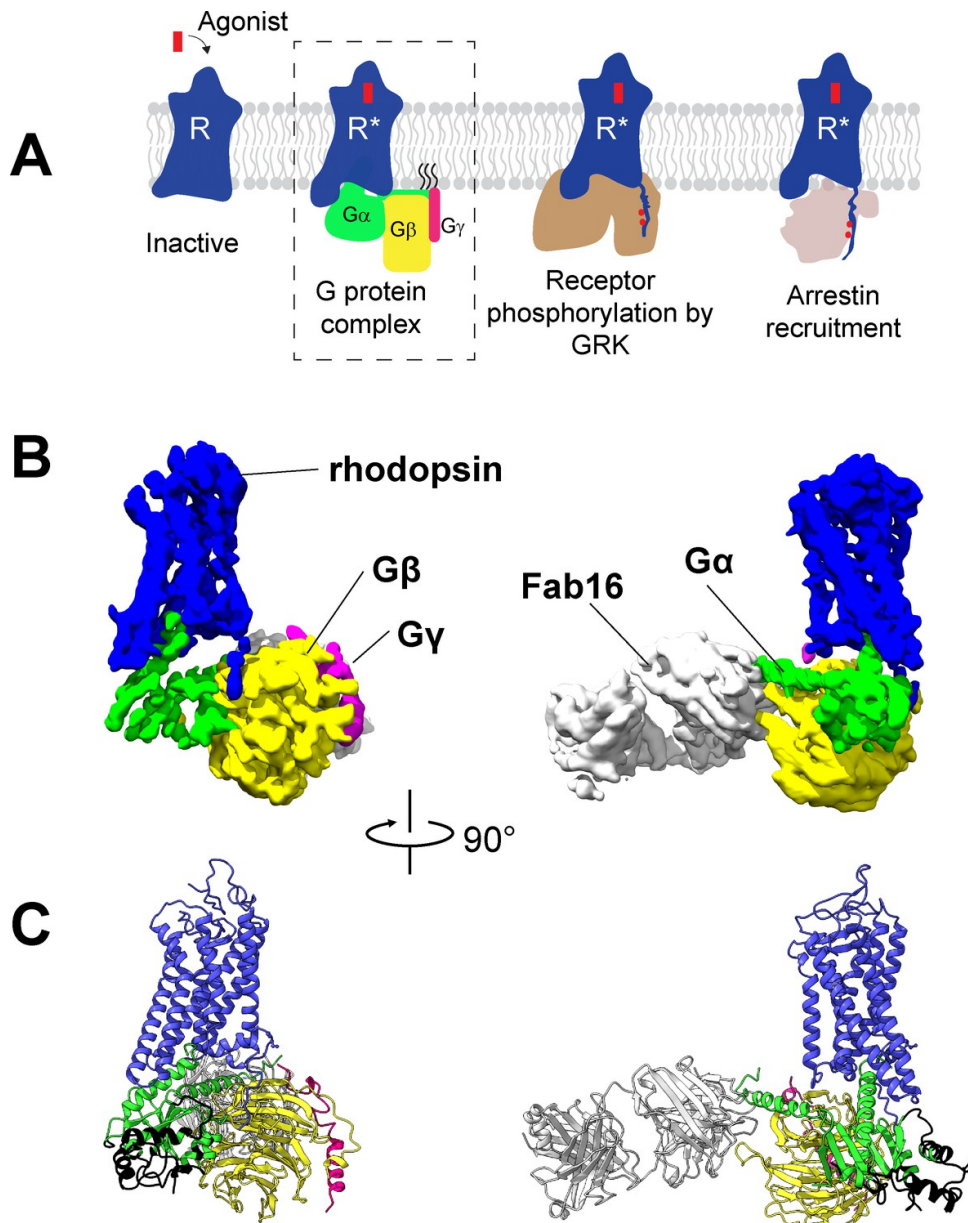 A
Agonist
R
R*
R*
R*
Gα
Gβ
Gγ
Inactive
G protein
complex
Receptor
phosphorylation by
GRK
Arrestin
recruitment
B
rhodopsin
Gβ
Gγ
Fab16
Gα
90°
C